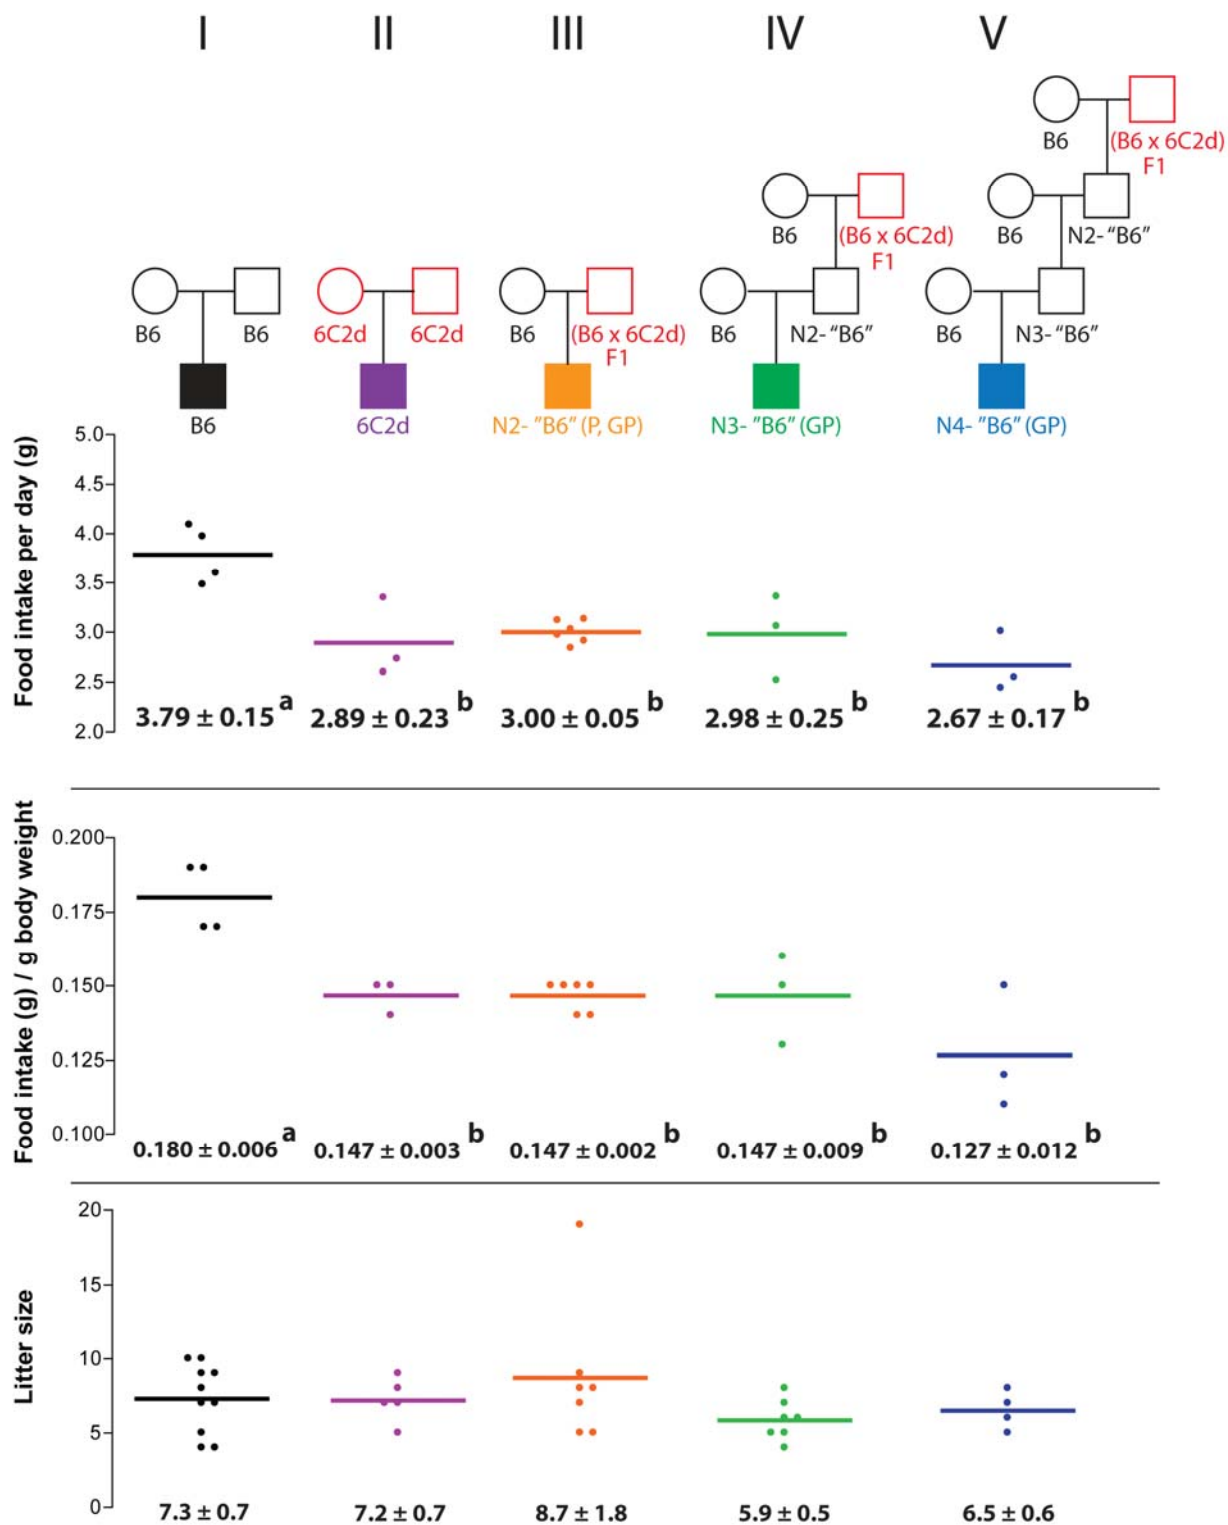 I II III IV V
B6 (B6 x 6C2d)
F1
B6 (B6 x 6C2d)
F1
B6 N2- “B6”
B6 B6 6C2d 6C2d B6 (B6 x 6C2d)
F1
B6 N2- “B6” B6 N3- “B6”
B6 6C2d N2- ”B6” (P, GP) N3- ”B6” (GP) N4- ”B6” (GP)
Food intake per day (g)
5.0
4.5
4.0
3.5
3.0
2.5
2.0
3.79 ± 0.15 a 2.89 ± 0.23 b 3.00 ± 0.05 b 2.98 ± 0.25 b 2.67 ± 0.17 b
Food intake (g) / g body weight
0.200
0.175
0.150
0.125
0.100
0.180 ± 0.006 a 0.147 ± 0.003 b 0.147 ± 0.002 b 0.147 ± 0.009 b 0.127 ± 0.012 b
Litter size
20
15
10
5
0
7.3 ± 0.7 7.2 ± 0.7 8.7 ± 1.8 5.9 ± 0.5 6.5 ± 0.6